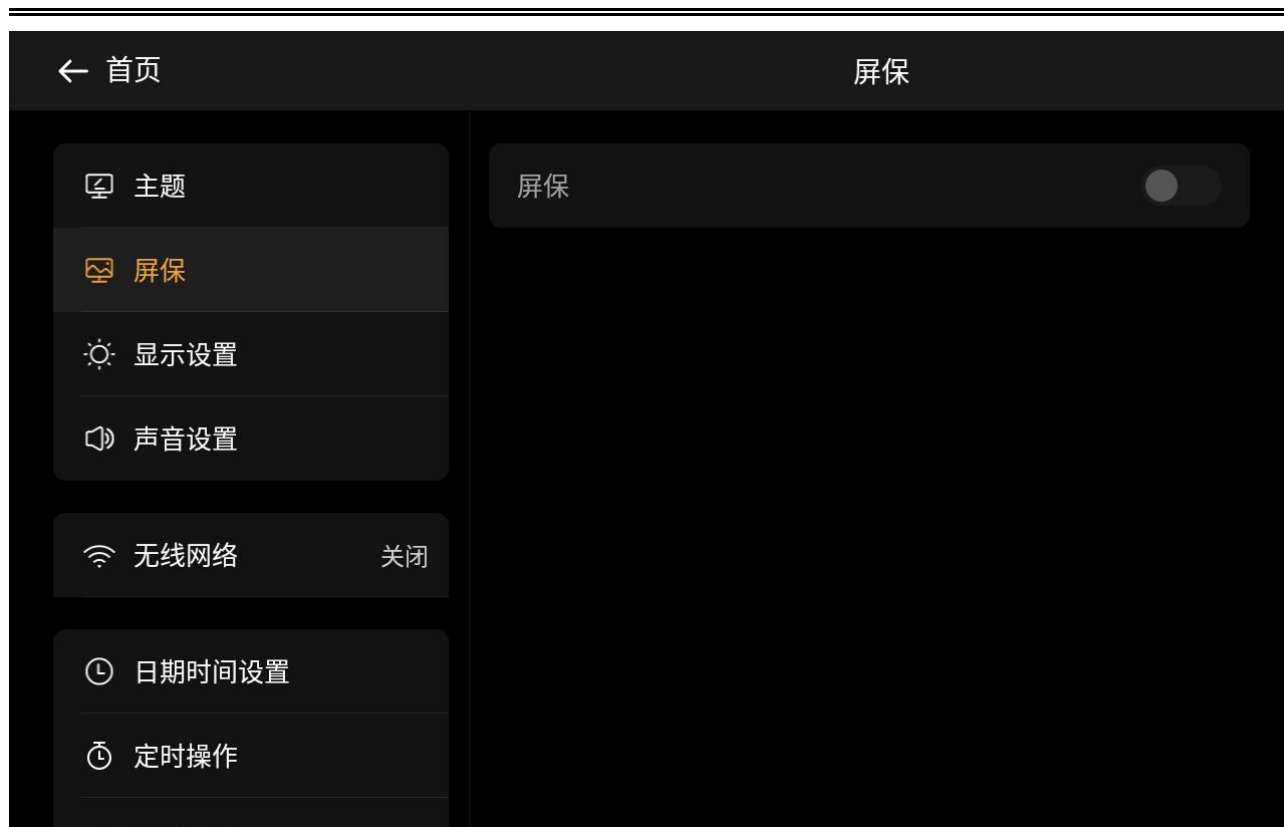 首页
屏保
主题
屏保
显示设置
声音设置
无线网络 关闭
日期时间设置
定时操作
屏保